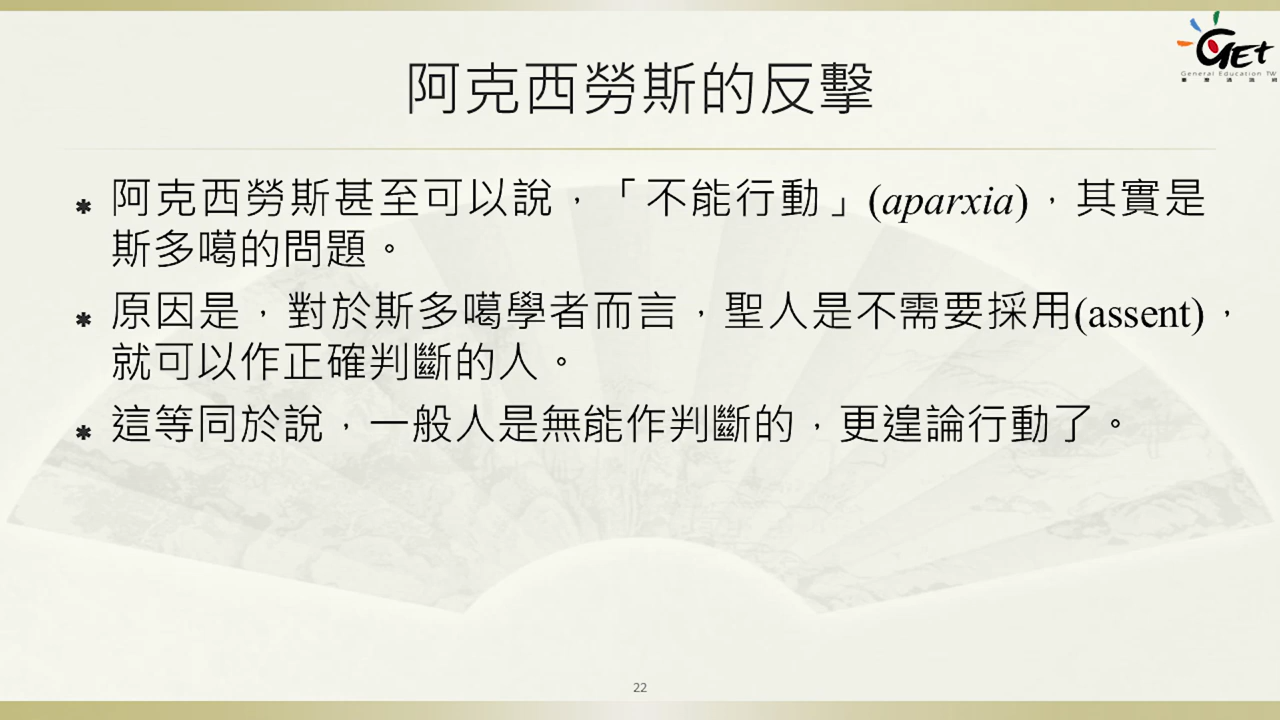 GET
General Education TW
阿克西勞斯的反擊
阿克西勞斯甚至可以說，「不能行動」(aparxia)，其實是
斯多噶的問題。
原因是，對於斯多噶學者而言，聖人是不需要採用(assent)，
就可以作正確判斷的人。
這等同於說，一般人是無能作判斷的，更遑論行動了。
22